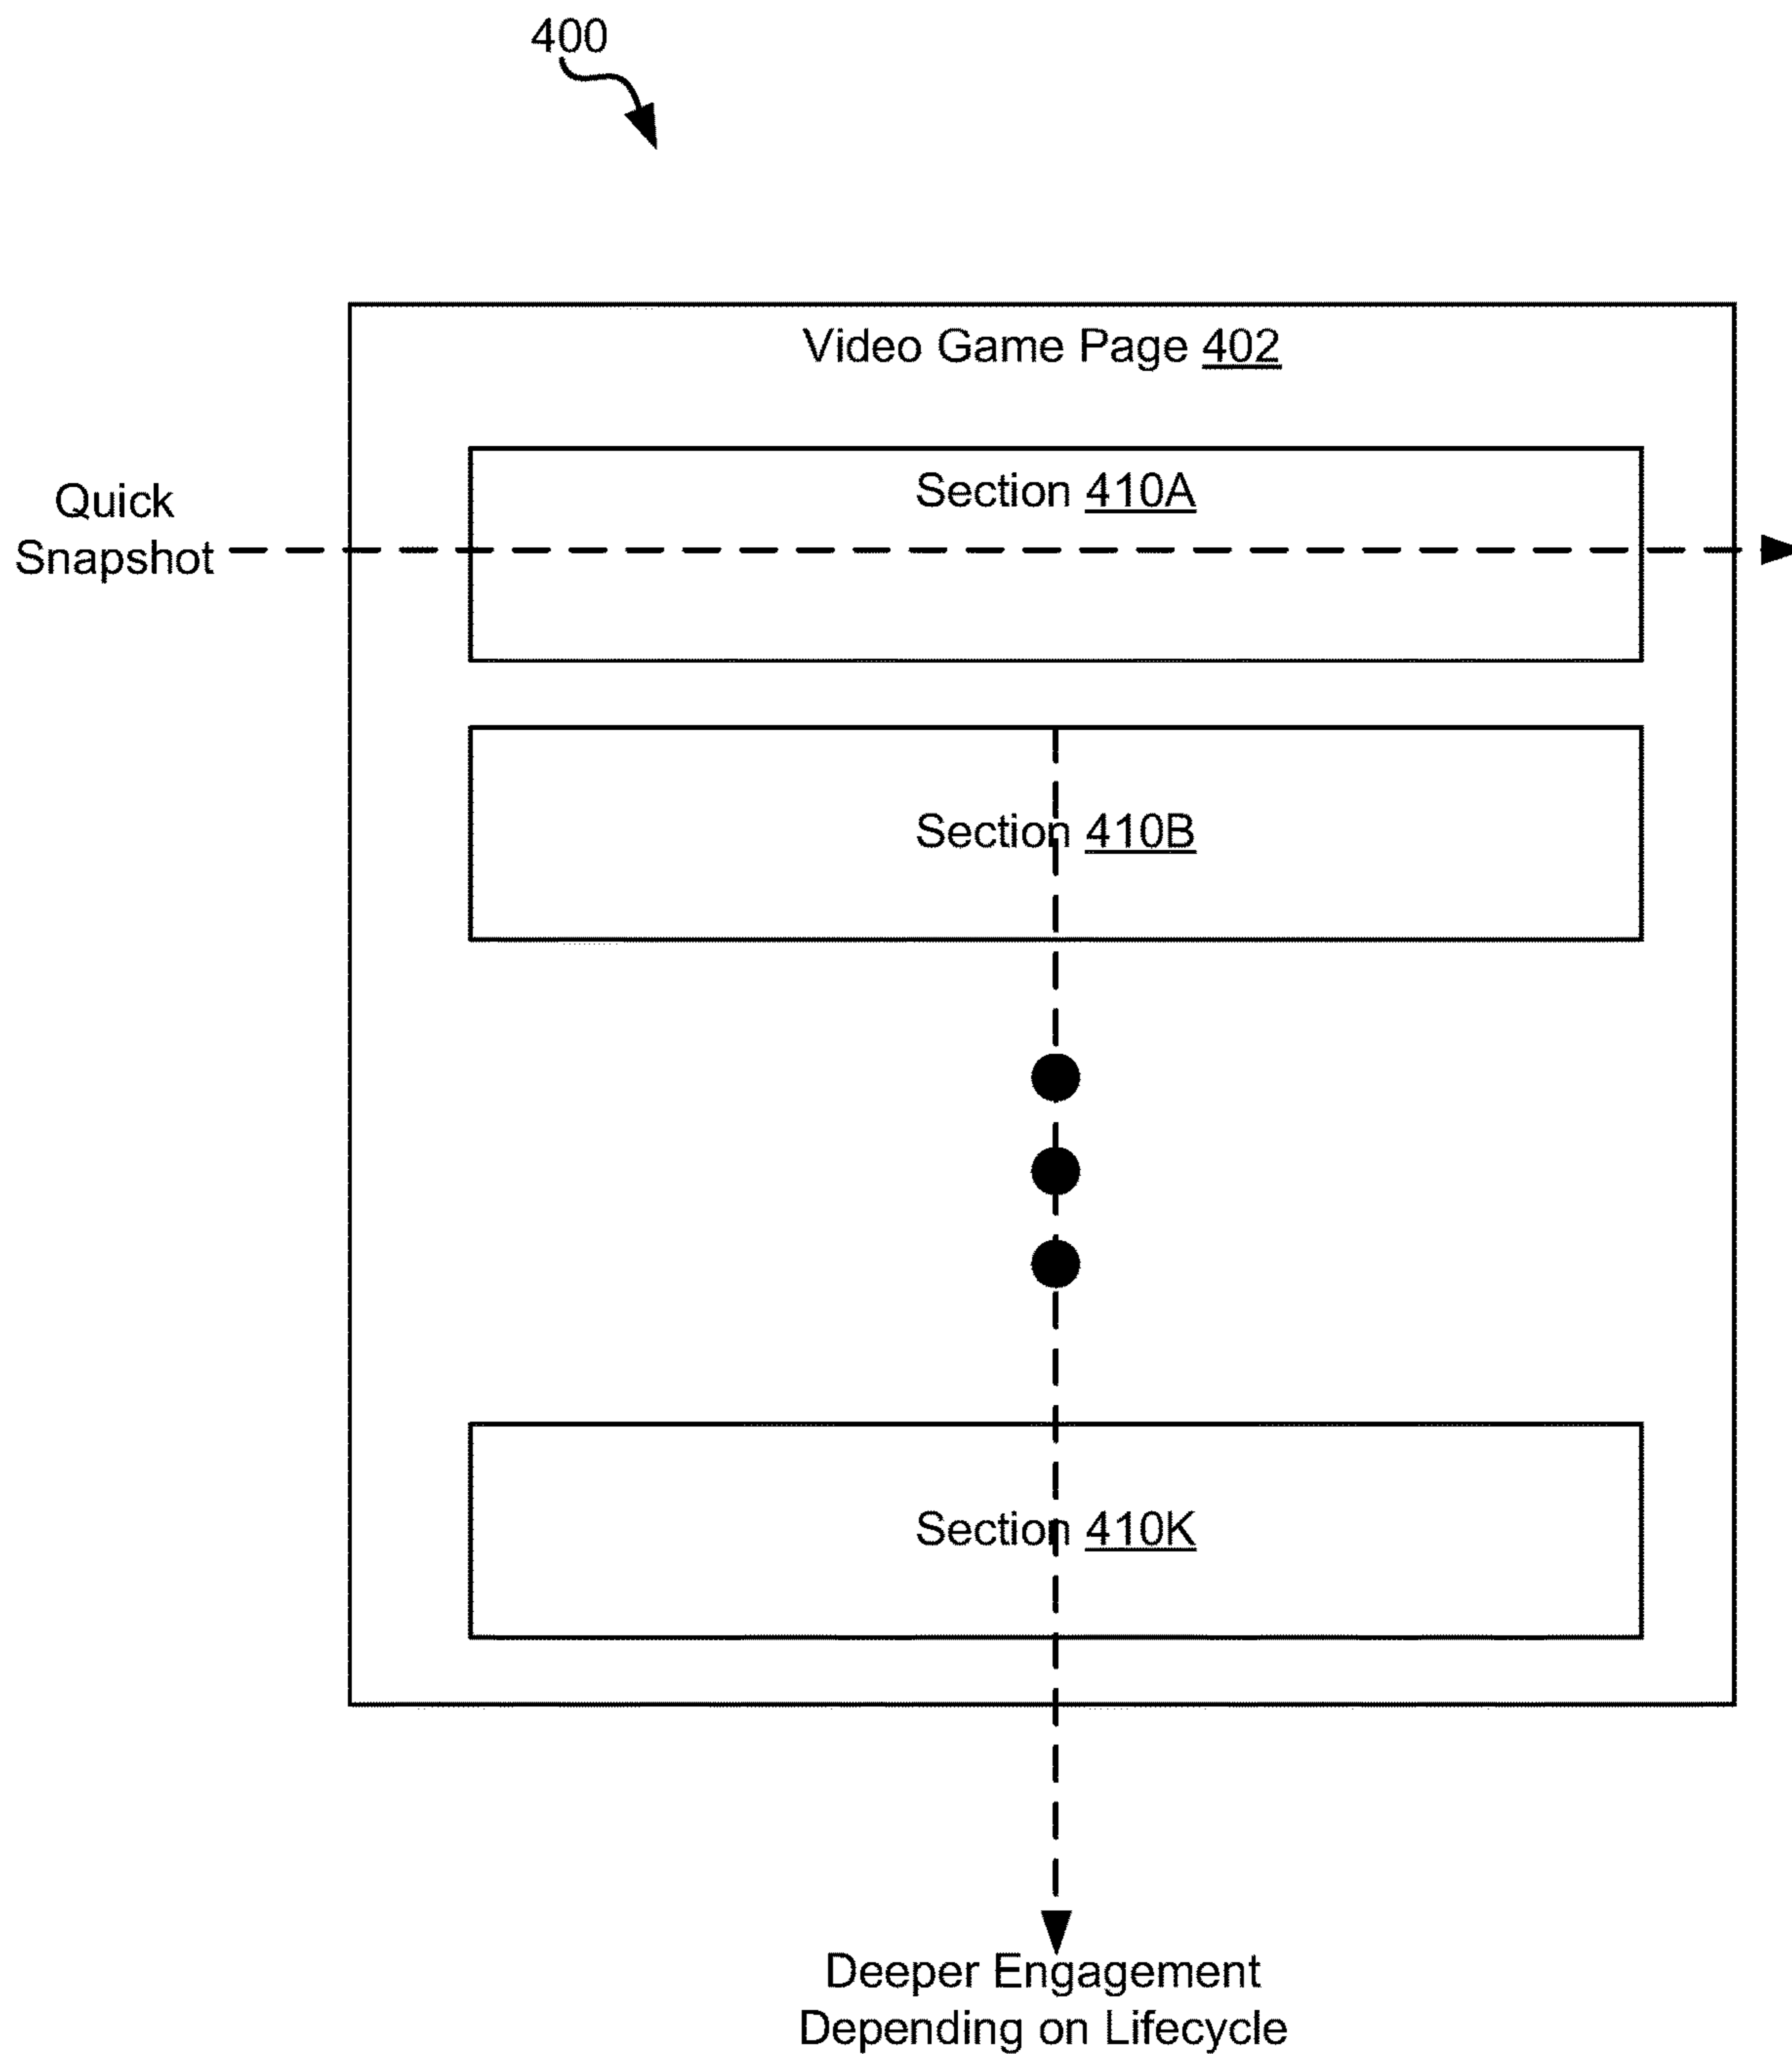 400
Video Game Page 402
Section 410A
Quick
Snapshot
Section 410B
Section 410K
Deeper Engagement
Depending on Lifecycle